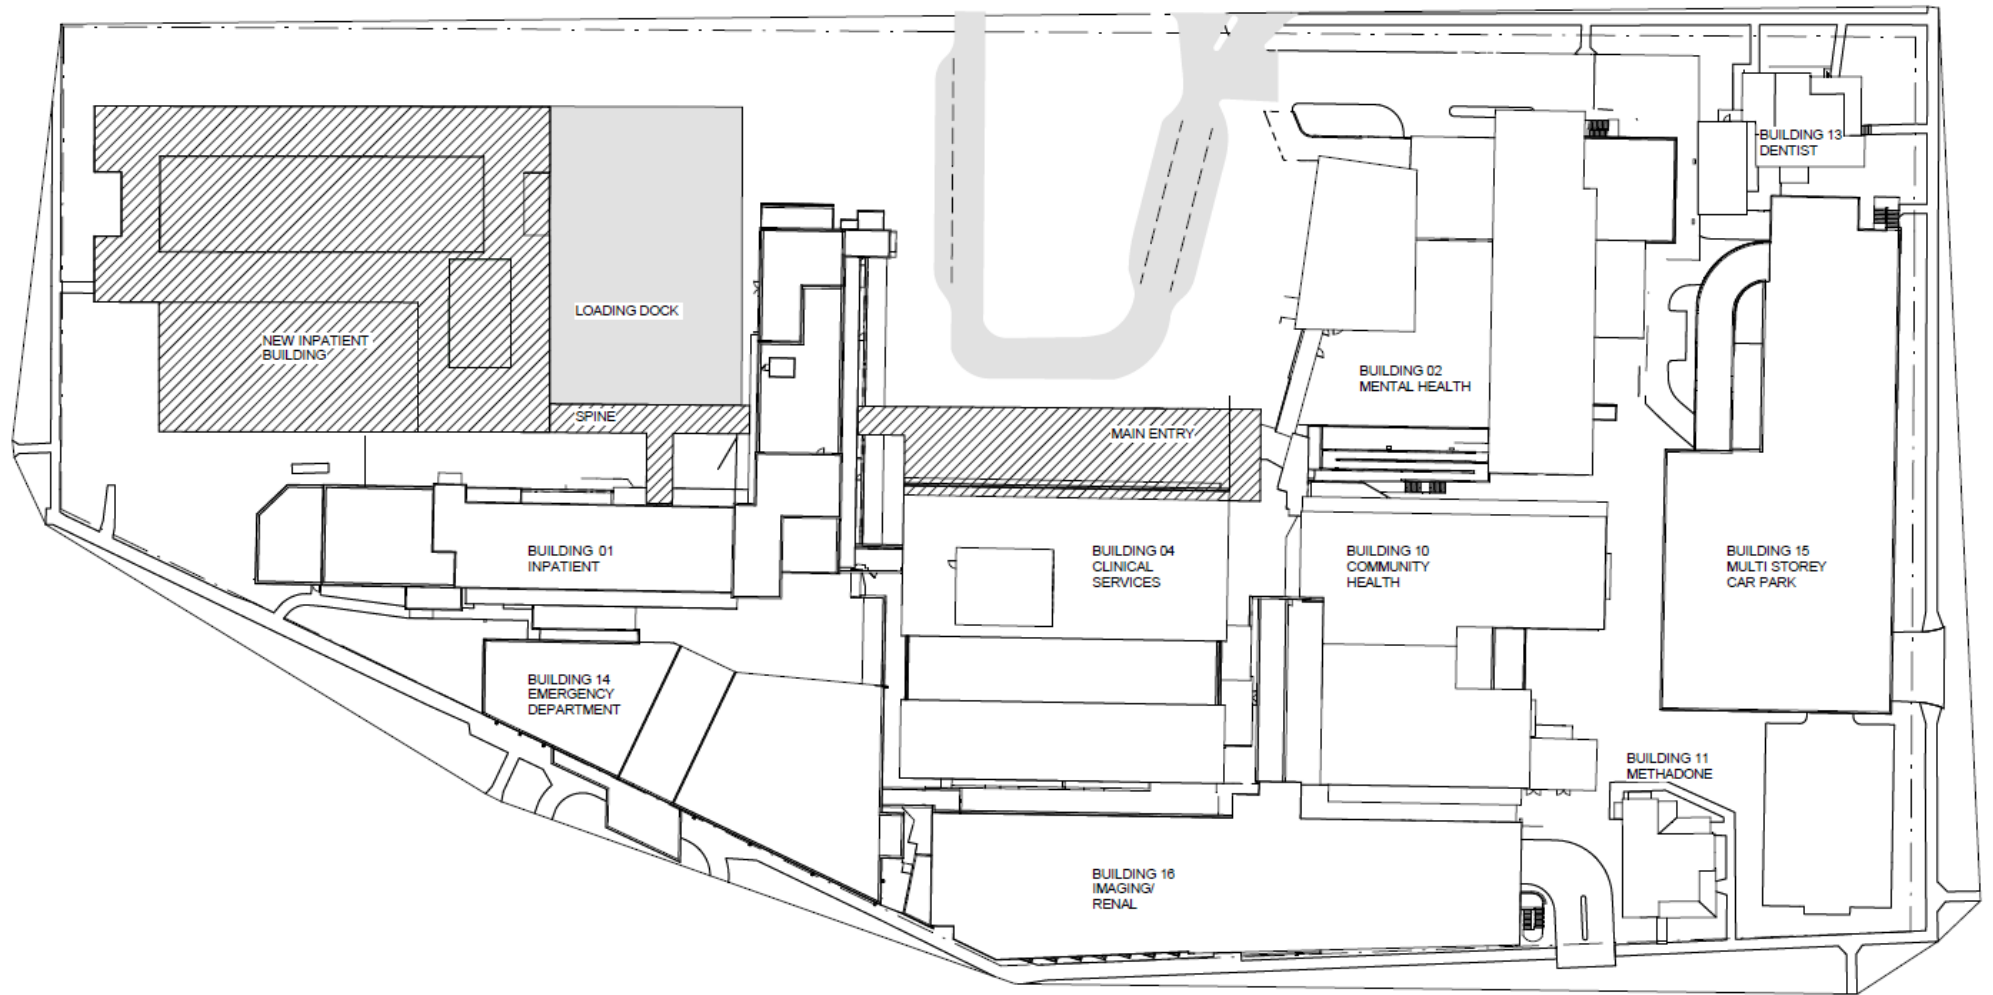 BUILDING 13
DENTIST
LOADING DOCK
NEW INPATIENT
BUILDING
BUILDING 02
MENTAL HEALTH
SPINE
MAIN ENTRY
BUILDING 01
INPATIENT
BUILDING 04
CLINICAL
SERVICES
BUILDING 10
COMMUNITY
HEALTH
BUILDING 15
MULTI STOREY
CAR PARK
BUILDING 14
EMERGENCY
DEPARTMENT
BUILDING 11
METHADONE
BUILDING 16
IMAGING/
RENAL